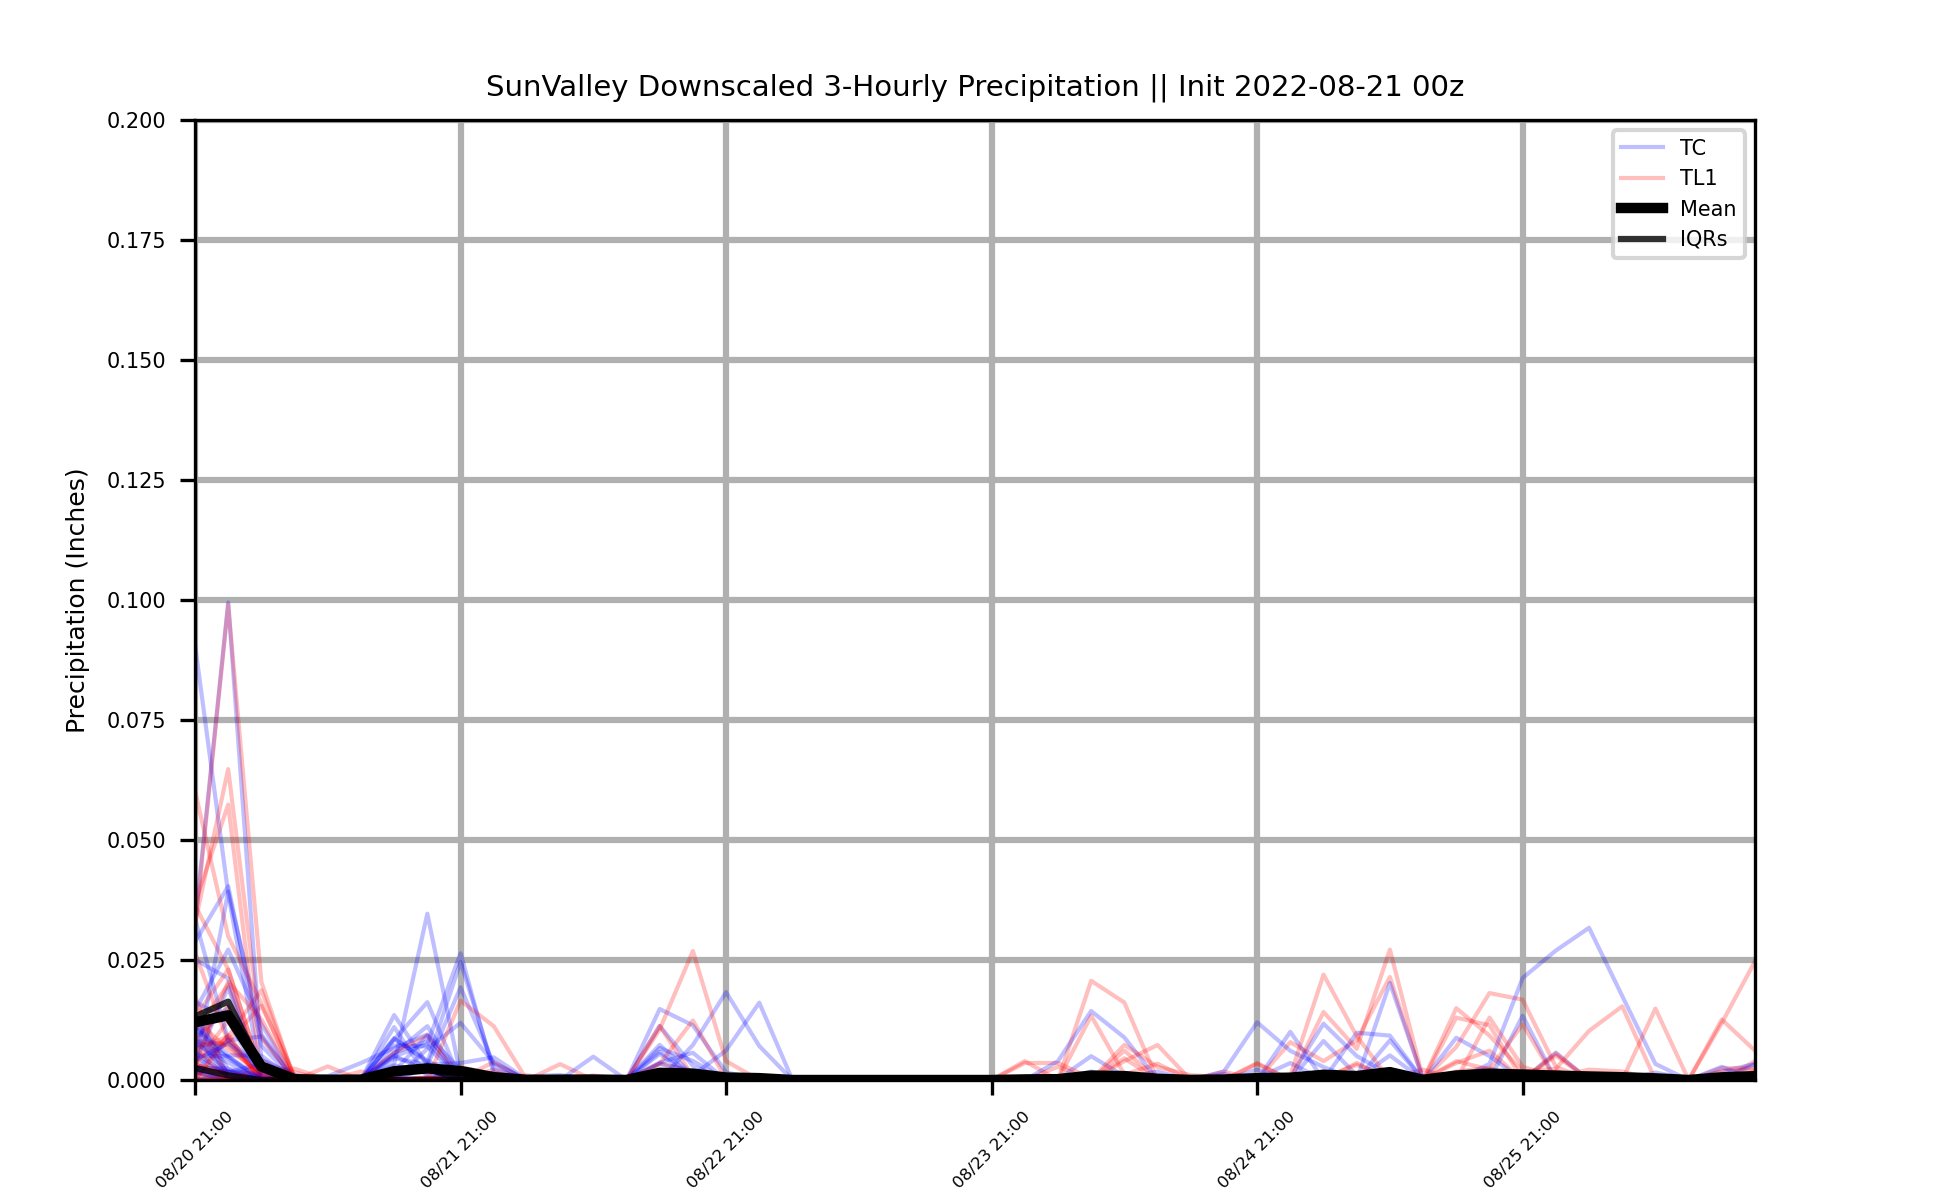 SunValley Downscaled 3-Hourly Precipitation || Init 2022-08-21 00z
0.200
0.175
0.150
0.125
0.100
0.075
0.050
0.025
0.000
Precipitation (Inches)
TC
TL1
Mean
IQRs
08/20 21:00
08/21 21:00
08/22 21:00
08/23 21:00
08/24 21:00
08/25 21:00